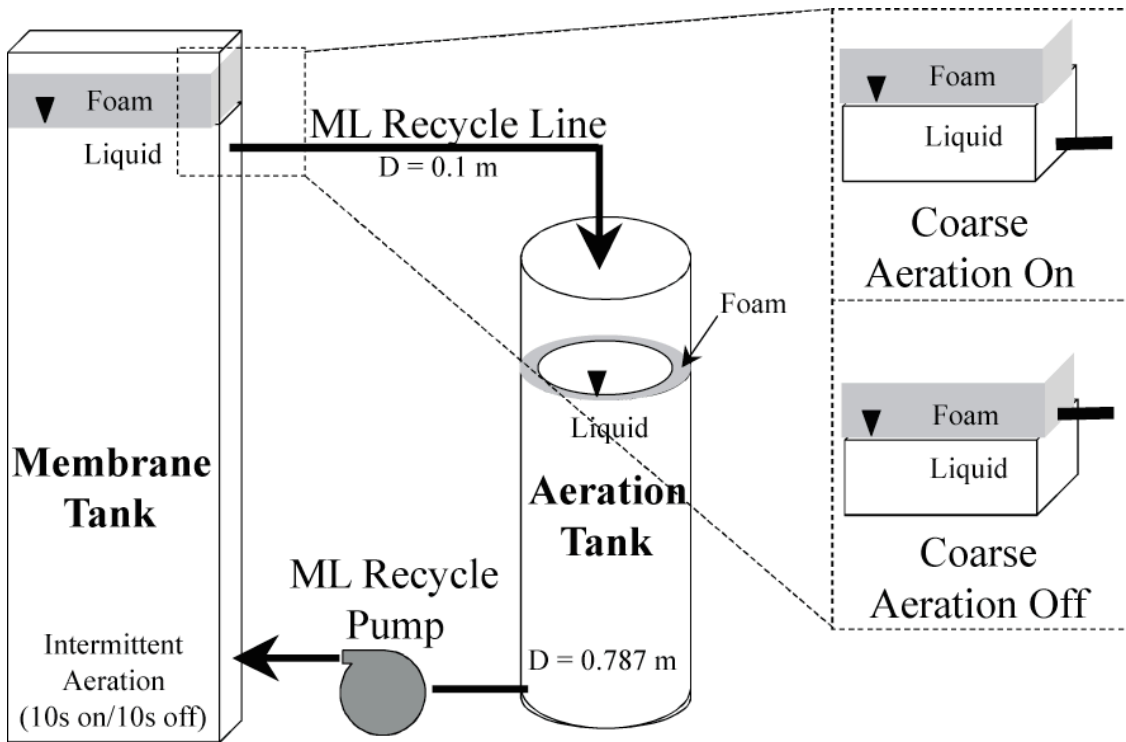 Foam
Liquid
ML Recycle Line
D = 0.1 m
Foam
Liquid
Coarse
Aeration On
Foam
Liquid
Membrane
Tank
Aeration
Tank
Foam
Liquid
Coarse
Aeration Off
ML Recycle
Pump
Intermittent
Aeration
(10s on/10s off)
D = 0.787 m